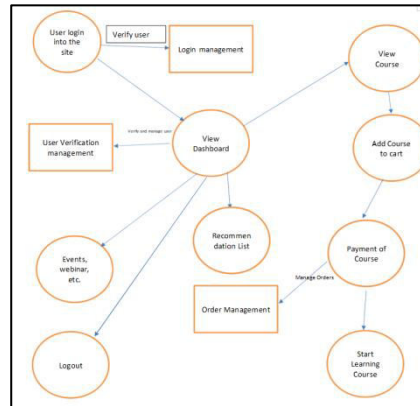 User login
into the
site
Verify user
Login management
View
Course
User Verification
management
Verify and manage user
View
Dashboard
Add Course
to cart
Events,
webinar,
etc.
Recommen
dation List
Payment of
Course
Manage Orders
Order Management
Logout
Start
Learning
Course